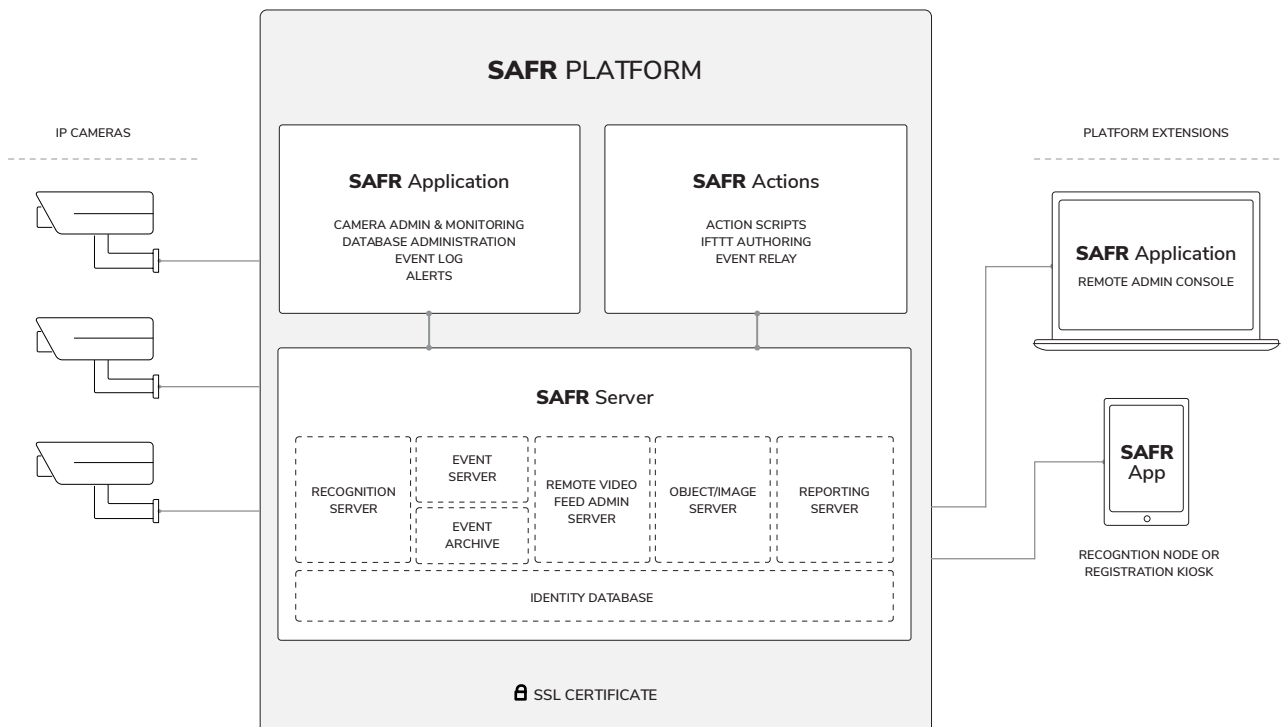 SAFR PLATFORM
IP CAMERAS
SAFR Application
CAMERA ADMIN & MONITORING
DATABASE ADMINISTRATION
EVENT LOG
ALERTS
SAFR Actions
ACTION SCRIPTS
IFTTT AUTHORING
EVENT RELAY
SAFR Server
RECOGNITION
SERVER
EVENT
SERVER
EVENT
ARCHIVE
REMOTE VIDEO
FEED ADMIN
SERVER
OBJECT/IMAGE
SERVER
REPORTING
SERVER
IDENTITY DATABASE
SSL CERTIFICATE
PLATFORM EXTENSIONS
SAFR Application
REMOTE ADMIN CONSOLE
SAFR
App
RECOGNTION NODE OR
REGISTRATION KIOSK